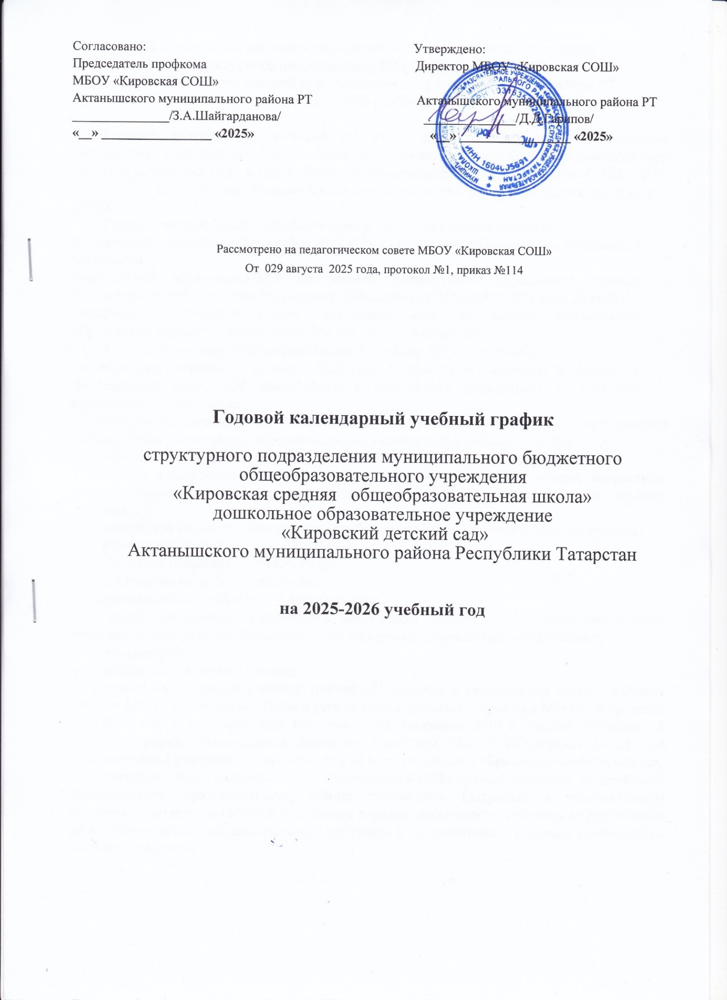 Согласовано:
Председатель профкома
МБОУ «Кировская СОШ»
Актанышского муниципального района РТ
_______________/З.А.Шайгарданова/
«__» _________________ «2025»
Утверждено:
Директор МБОУ «Кировская СОШ»
Актанышского муниципального района РТ
______________/Д.Д.Гарипов/
«__» _________________ «2025»
Рассмотрено на педагогическом совете МБОУ «Кировская СОШ»
От 029 августа 2025 года, протокол №1, приказ №114
Годовой календарный учебный график
структурного подразделения муниципального бюджетного
общеобразовательного учреждения
«Кировская средняя общеобразовательная школа»
дошкольное образовательное учреждение
«Кировский детский сад»
Актанышского муниципального района Республики Татарстан
на 2025-2026 учебный год